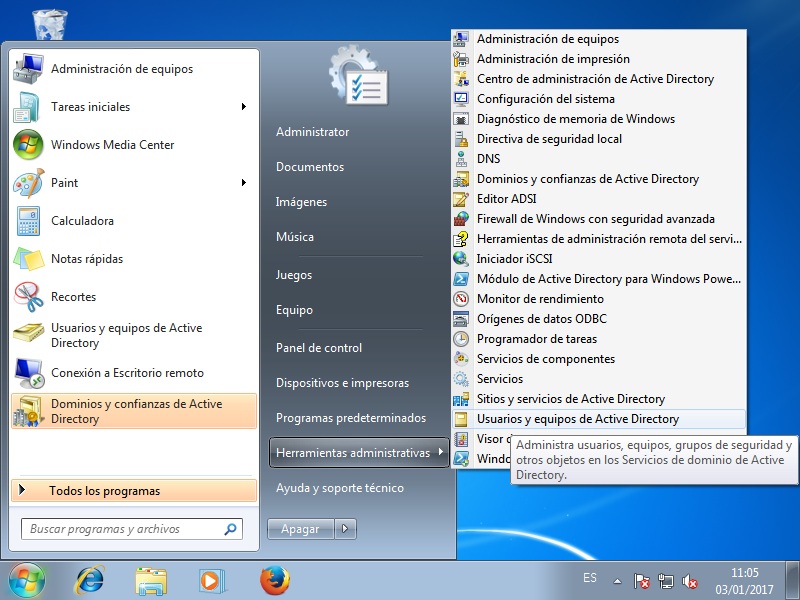 Administración de equipos
Tareas iniciales
Windows Media Center
Paint
Calculadora
Notas rápidas
Recortes
Usuarios y equipos de Active
Directory
Conexión a Escritorio remoto
Dominios y confianzas de Active
Directory
Todos los programas
Buscar programas y archivos
Administrator
Documentos
Imágenes
Música
Juegos
Equipo
Panel de control
Dispositivos e impresoras
Programas predeterminados
Herramientas administrativas
Ayuda y soporte técnico
Apagar
Administración de equipos
Administración de impresión
Centro de administración de Active Directory
Configuración del sistema
Diagnóstico de memoria de Windows
Directiva de seguridad local
DNS
Dominios y confianzas de Active Directory
Editor ADSI
Firewall de Windows con seguridad avanzada
Herramientas de administración remota del servi...
Iniciador iSCSI
Módulo de Active Directory para Windows Powe...
Monitor de rendimiento
Orígenes de datos ODBC
Programador de tareas
Servicios de componentes
Servicios
Sitios y servicios de Active Directory
Usuarios y equipos de Active Directory
Visor
Administra usuarios, equipos, grupos de seguridad y
otros objetos en los Servicios de dominio de Active
Directory.
ES
11:05
03/01/2017